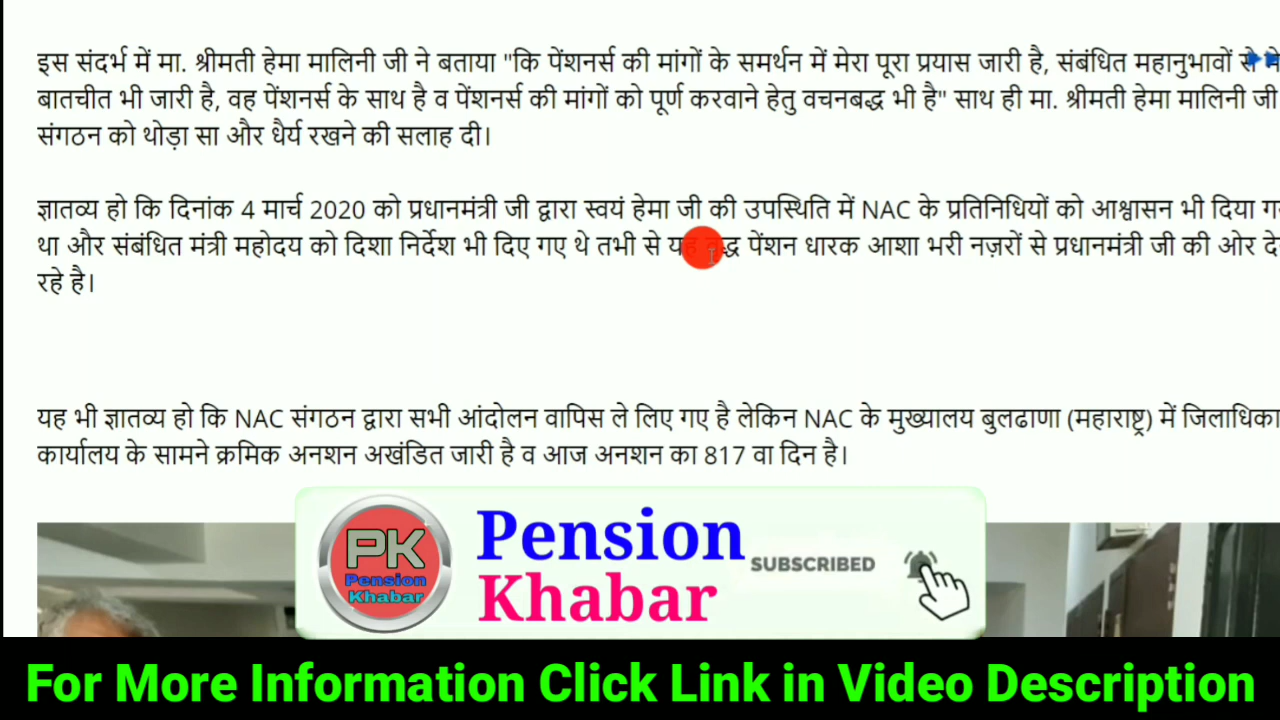 इस संदर्भ में मा. श्रीमती हेमा मालिनी जी ने बताया "कि पेंशनर्स की मांगों के समर्थन में मेरा पूरा प्रयास जारी है, संबंधित महानुभावों से
बातचीत भी जारी है, वह पेंशनर्स के साथ है व पेंशनर्स की मांगों को पूर्ण करवाने हेतु वचनबद्ध भी है" साथ ही मा. श्रीमती हेमा मालिनी जी
संगठन को थोड़ा सा और धैर्य रखने की सलाह दी।
ज्ञातव्य हो कि दिनांक 4 मार्च 2020 को प्रधानमंत्री जी द्वारा स्वयं हेमा जी की उपस्थिति में NAC के प्रतिनिधियों को आश्वासन भी दिया
था और संबंधित मंत्री महोदय को दिशा निर्देश भी दिए गए थे तभी से यह वृद्ध पेंशन धारक आशा भरी नज़रों से प्रधानमंत्री जी की ओर
रहे है।
यह भी ज्ञातव्य हो कि NAC संगठन द्वारा सभी आंदोलन वापिस ले लिए गए है लेकिन NAC के मुख्यालय बुलढाणा (महाराष्ट्र) में
कार्यालय के सामने क्रमिक अनशन अखंडित जारी है व आज अनशन का 817 वा दिन है।
PK
Pension
Khabar
Pension
Khabar
SUBSCRIBED
For More Information Click Link in Video Description